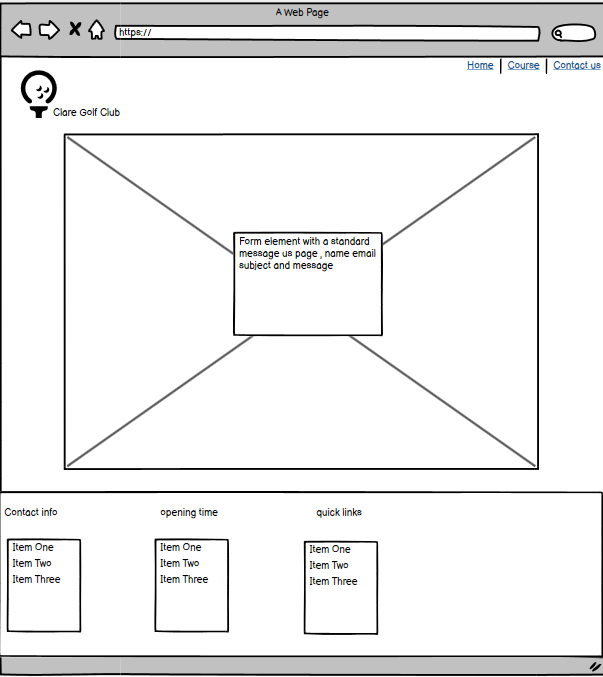 A Web Page
https://
Home | Course | Contact us
Clare Golf Club
Form element with a standard
message us page , name email
subject and message
Contact info
opening time
quick links
Item One
Item Two
Item Three
Item One
Item Two
Item Three
Item One
Item Two
Item Three